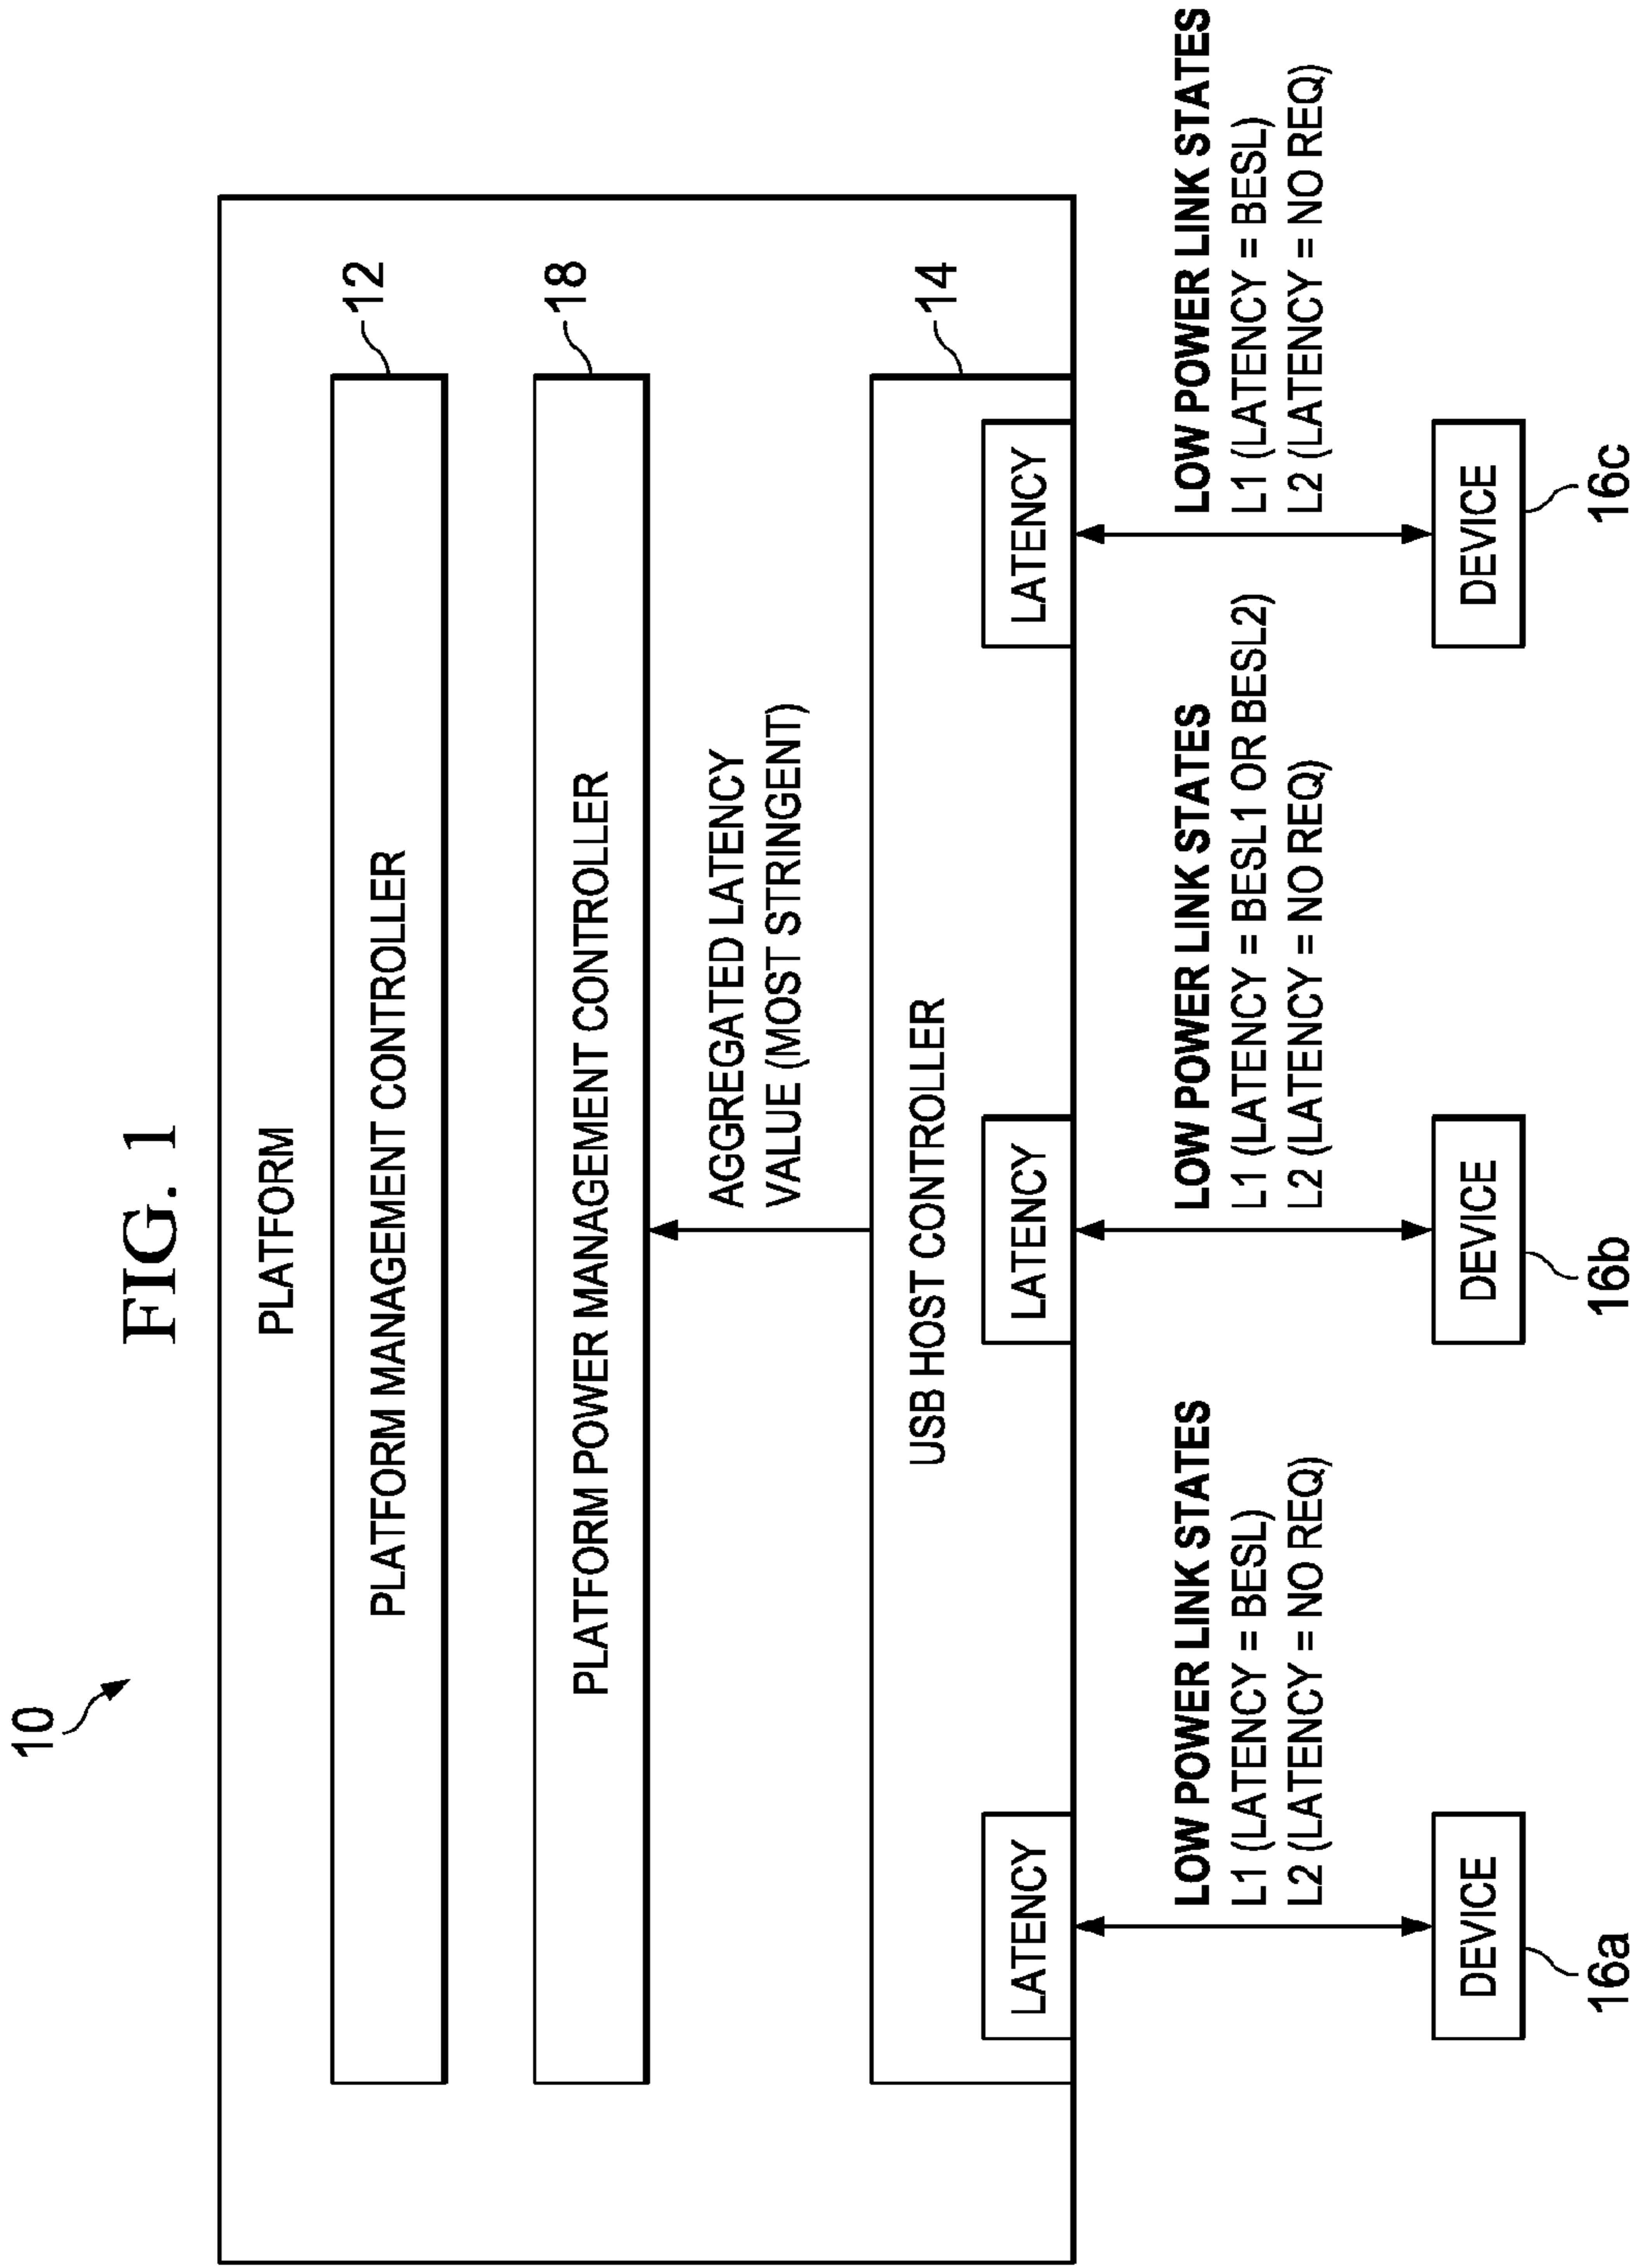 FIG. 1
10
PLATFORM
PLATFORM MANAGEMENT CONTROLLER
12
PLATFORM POWER MANAGEMENT CONTROLLER
18
AGGREGATED LATENCY
VALUE (MOST STRINGENT)
USB HOST CONTROLLER
14
LATENCY
LATENCY
LATENCY
LOW POWER LINK STATES
L1 (LATENCY = BESL)
L2 (LATENCY = NO REQ)
LOW POWER LINK STATES
L1 (LATENCY = BESL1 OR BESL2)
L2 (LATENCY = NO REQ)
LOW POWER LINK STATES
L1 (LATENCY = BESL)
L2 (LATENCY = NO REQ)
DEVICE
DEVICE
DEVICE
16a
16b
16c